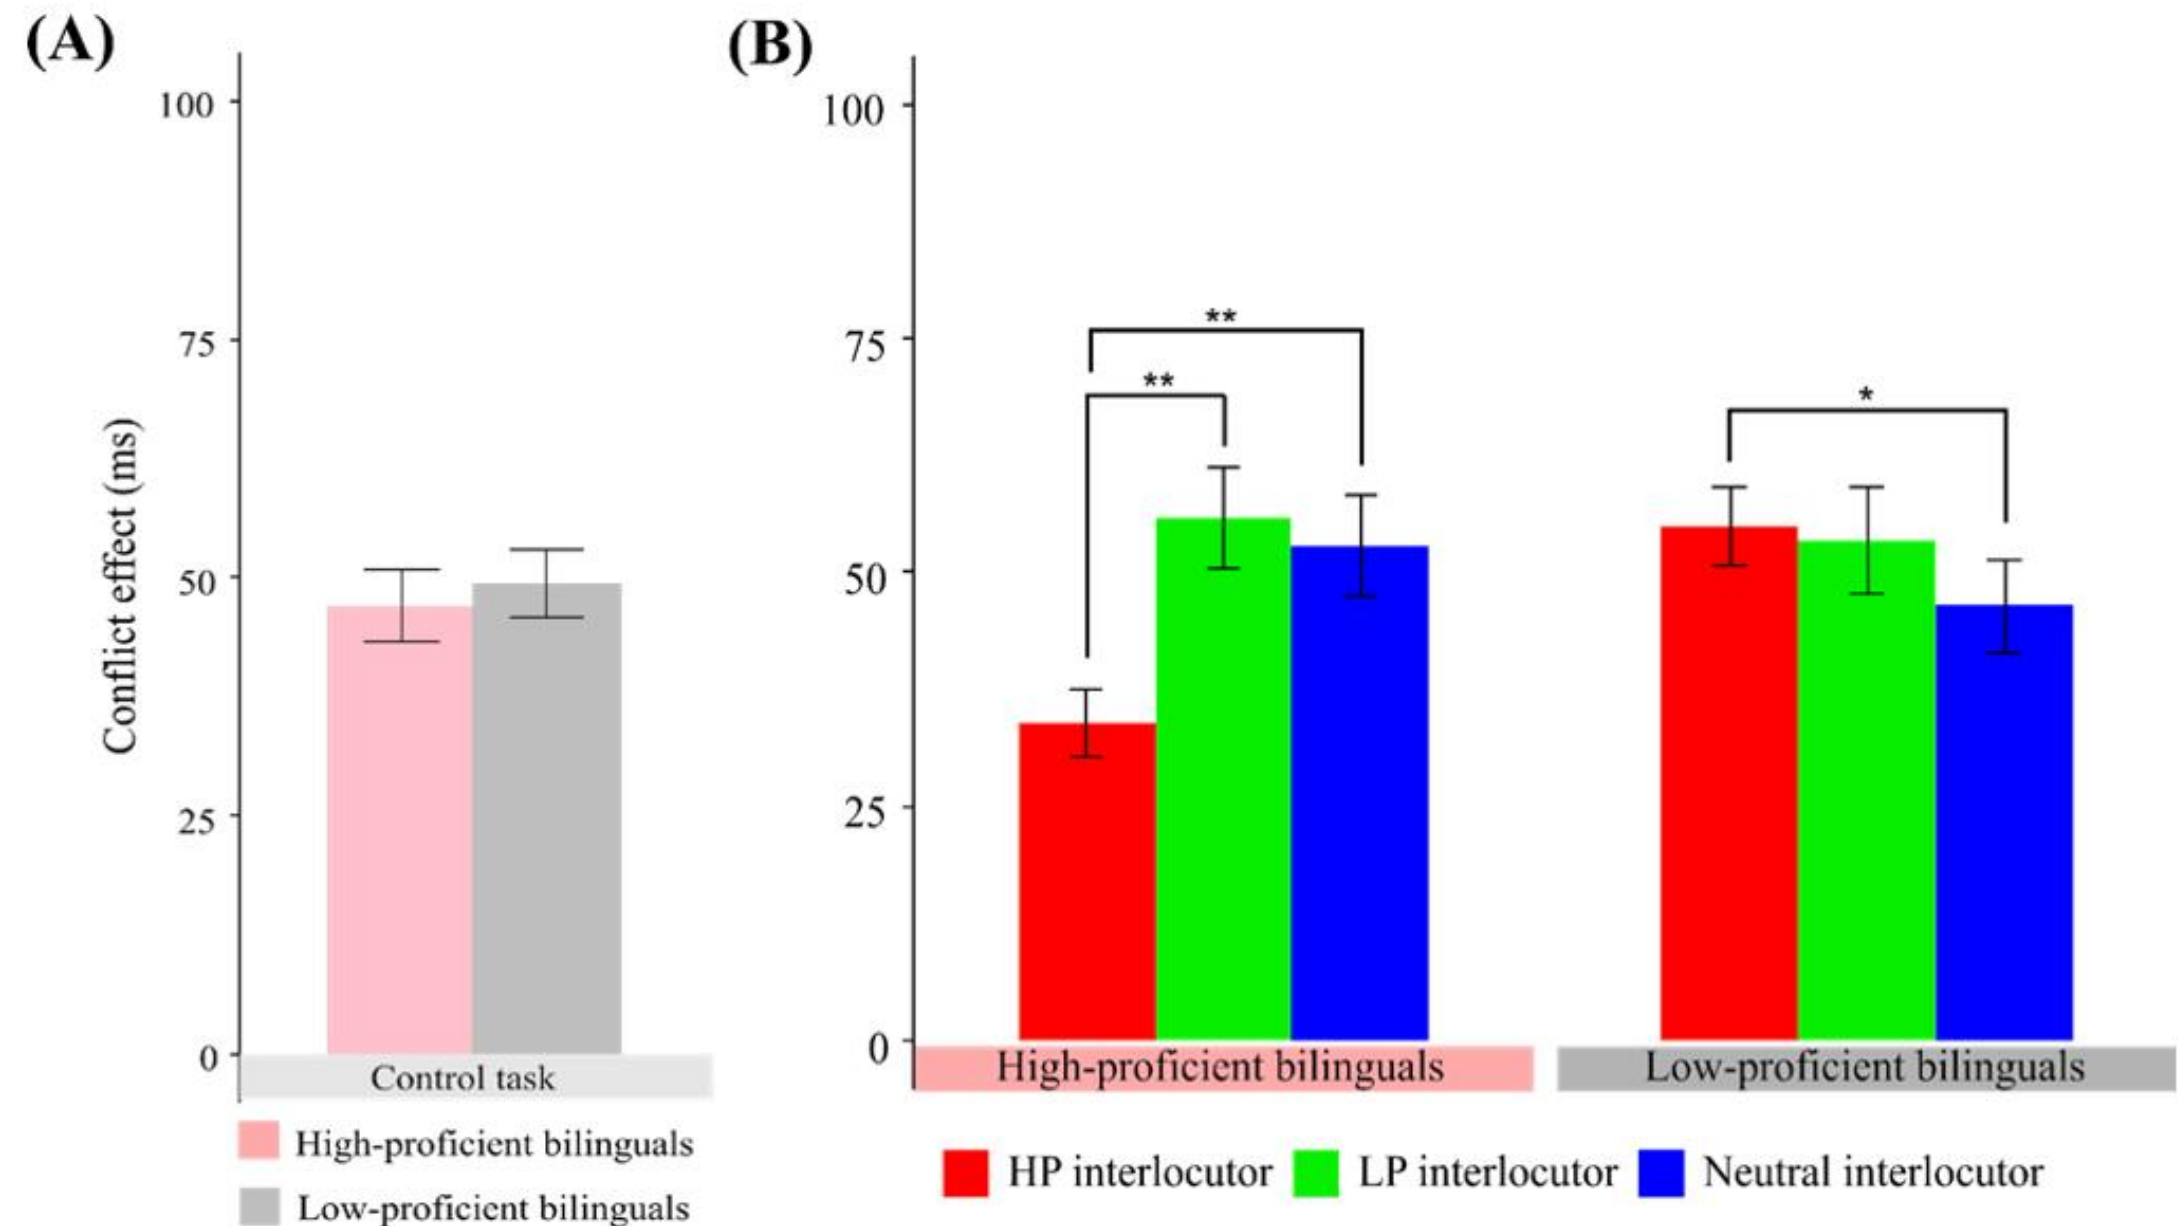 (A)
100
75
50
25
0
Conflict effect (ms)
Control task
High-proficient bilinguals
Low-proficient bilinguals
(B)
100
75
50
25
0
**
**
*
High-proficient bilinguals
Low-proficient bilinguals
HP interlocutor
LP interlocutor
Neutral interlocutor